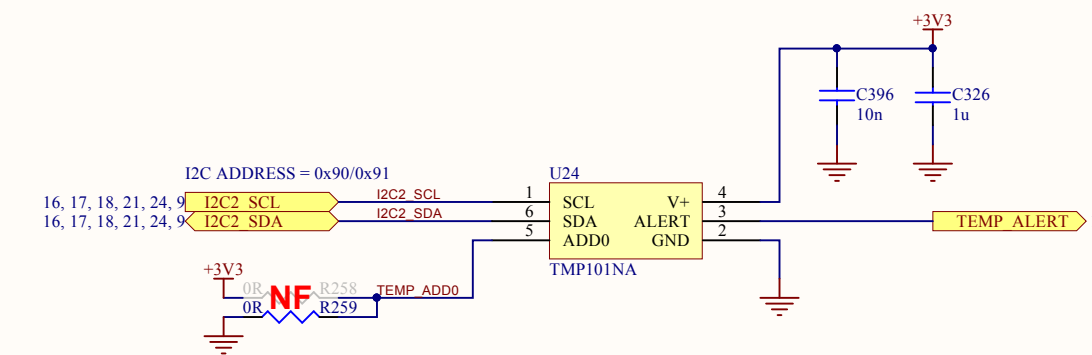 +3V3
C396
10n
C326
1u
I2C ADDRESS = 0x90/0x91
U24
16, 17, 18, 21, 24, 9 I2C2_SCL I2C2_SCL 1 SCL V+ 4
16, 17, 18, 21, 24, 9 I2C2_SDA I2C2_SDA 6 SDA ALERT 3 TEMP_ALERT
5 ADD0 GND 2
TMP101NA
+3V3
0R NF R258 TEMP_ADD0
0R R259